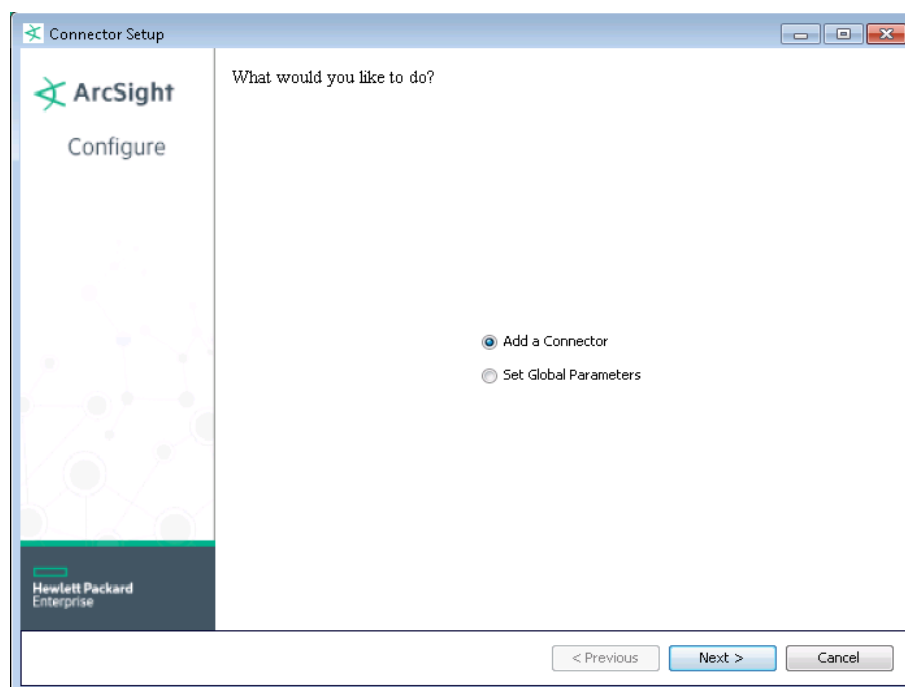 Connector Setup
ArcSight
Configure
What would you like to do?
Add a Connector
Set Global Parameters
Hewlett Packard
Enterprise
< Previous
Next >
Cancel